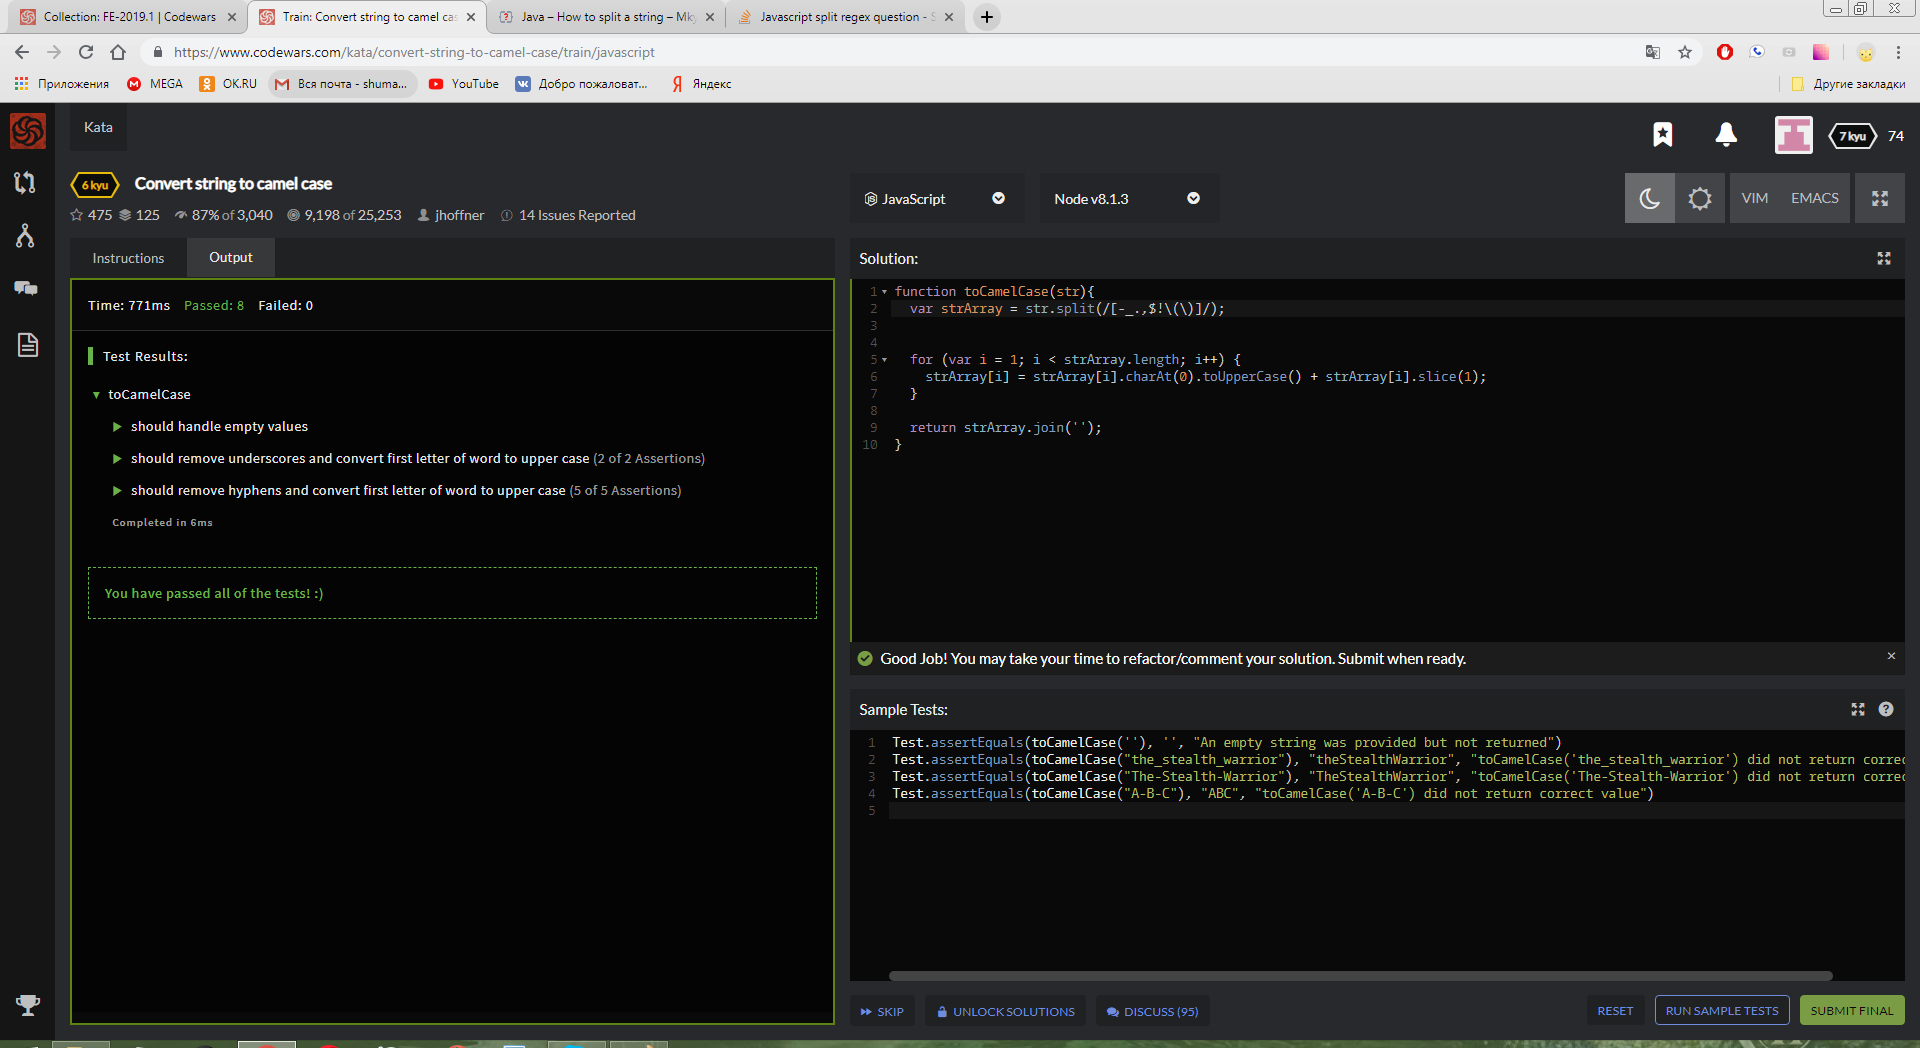 Collection: FE-2019.1 | Codewars
Train: Convert string to camel cas
Java – How to split a string – Mky
Javascript split regex question - S
https://www.codewars.com/kata/convert-string-to-camel-case/train/javascript
Приложения
MEGA
OK.RU
Вся почта - shuma...
YouTube
Добро пожаловат...
Яндекс
Другие закладки
Kata
7 kyu
74
6 kyu
Convert string to camel case
475
125
87% of 3,040
9,198 of 25,253
jhoffner
14 Issues Reported
JavaScript
Node v8.1.3
VIM
EMACS
Instructions
Output
Time: 771ms Passed: 8 Failed: 0
Test Results:
toCamelCase
should handle empty values
should remove underscores and convert first letter of word to upper case (2 of 2 Assertions)
should remove hyphens and convert first letter of word to upper case (5 of 5 Assertions)
Completed in 6ms
You have passed all of the tests! :)
Solution:
1 function toCamelCase(str){
2 var strArray = str.split(/[-_.,$!\(\)]/);
3
4
5 for (var i = 1; i < strArray.length; i++) {
6 strArray[i] = strArray[i].charAt(0).toUpperCase() + strArray[i].slice(1);
7 }
8
9 return strArray.join('');
10 }
Good Job! You may take your time to refactor/comment your solution. Submit when ready.
Sample Tests:
1 Test.assertEquals(toCamelCase(''), '', "An empty string was provided but not returned")
2 Test.assertEquals(toCamelCase("the_stealth_warrior"), "theStealthWarrior", "toCamelCase('the_stealth_warrior') did not return correc
3 Test.assertEquals(toCamelCase("The-Stealth-Warrior"), "TheStealthWarrior", "toCamelCase('The-Stealth-Warrior') did not return correc
4 Test.assertEquals(toCamelCase("A-B-C"), "ABC", "toCamelCase('A-B-C') did not return correct value")
5
SKIP
UNLOCK SOLUTIONS
DISCUSS (95)
RESET
RUN SAMPLE TESTS
SUBMIT FINAL